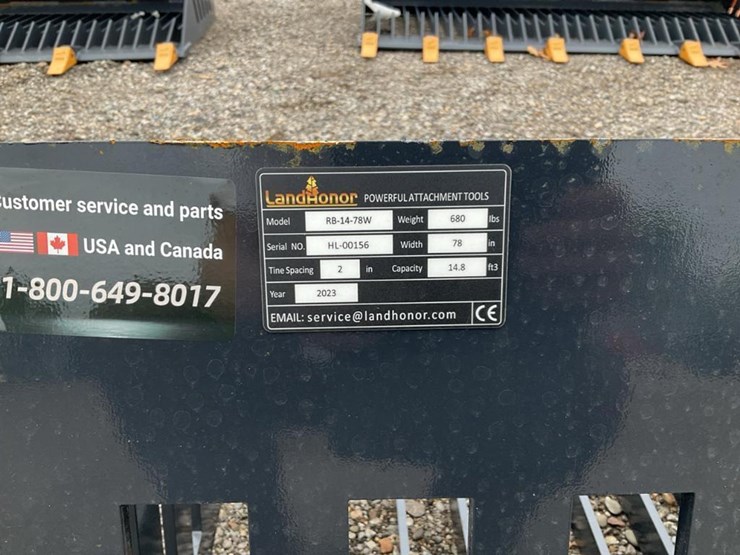 Customer service and parts
USA and Canada
1-800-649-8017
LandHonor POWERFUL ATTACHMENT TOOLS
Model RB-14-78W Weight 680 lbs
Serial NO. HL-00156 Width 78 in
Tine Spacing 2 in Capacity 14.8 ft3
Year 2023
EMAIL: service@landhonor.com CE